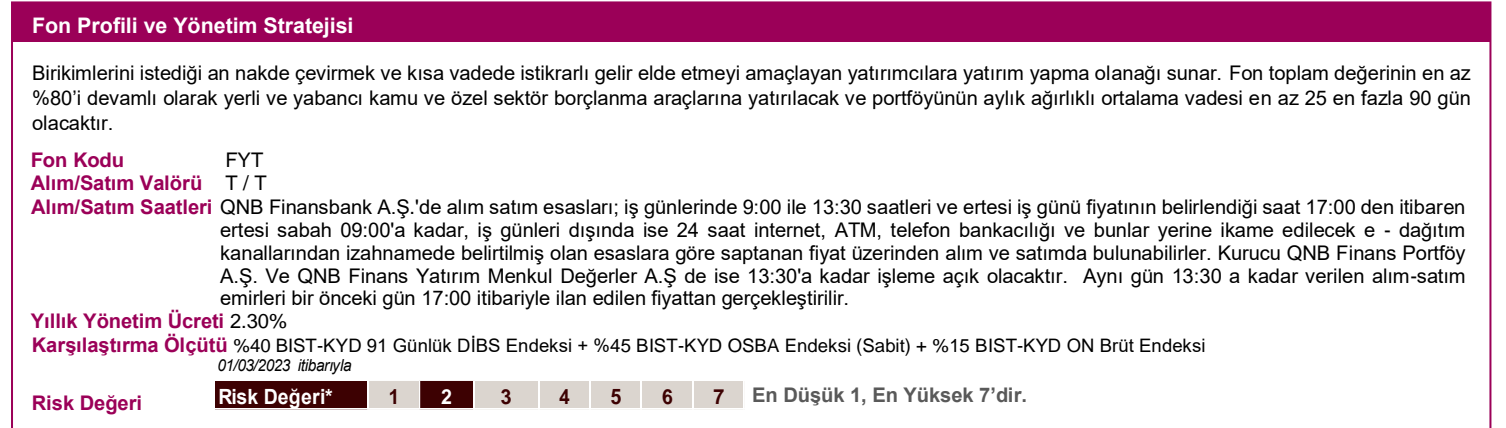 Fon Profili ve Yönetim Stratejisi
Birikimlerini istediği an nakde çevirmek ve kısa vadede istikrarlı gelir elde etmeyi amaçlayan yatırımcılara yatırım yapma olanağı sunar. Fon toplam değerinin en az
%80'i devamlı olarak yerli ve yabancı kamu ve özel sektör borçlanma araçlarına yatırılacak ve portföyünün aylık ağırlıklı ortalama vadesi en az 25 en fazla 90 gün
olacaktır.
Fon Kodu FYT
Alım/Satım Valörü T / T
Alım/Satım Saatleri QNB Finansbank A.Ş.'de alım satım esasları; iş günlerinde 9:00 ile 13:30 saatleri ve ertesi iş günü fiyatının belirlendiği saat 17:00 den itibaren
ertesi sabah 09:00'a kadar, iş günleri dışında ise 24 saat internet, ATM, telefon bankacılığı ve bunlar yerine ikame edilecek e - dağıtım
kanallarından izahnamede belirtilmiş olan esaslara göre saptanan fiyat üzerinden alım ve satımda bulunabilirler. Kurucu QNB Finans Portföy
A.Ş. Ve QNB Finans Yatırım Menkul Değerler A.Ş de ise 13:30'a kadar işleme açık olacaktır. Aynı gün 13:30 a kadar verilen alım-satım
emirleri bir önceki gün 17:00 itibariyle ilan edilen fiyattan gerçekleştirilir.
Yıllık Yönetim Ücreti 2.30%
Karşılaştırma Ölçütü %40 BIST-KYD 91 Günlük DİBS Endeksi + %45 BIST-KYD OSBA Endeksi (Sabit) + %15 BIST-KYD ON Brüt Endeksi
01/03/2023 itibarıyla
Risk Değeri Risk Değeri* 1 2 3 4 5 6 7 En Düşük 1, En Yüksek 7'dir.